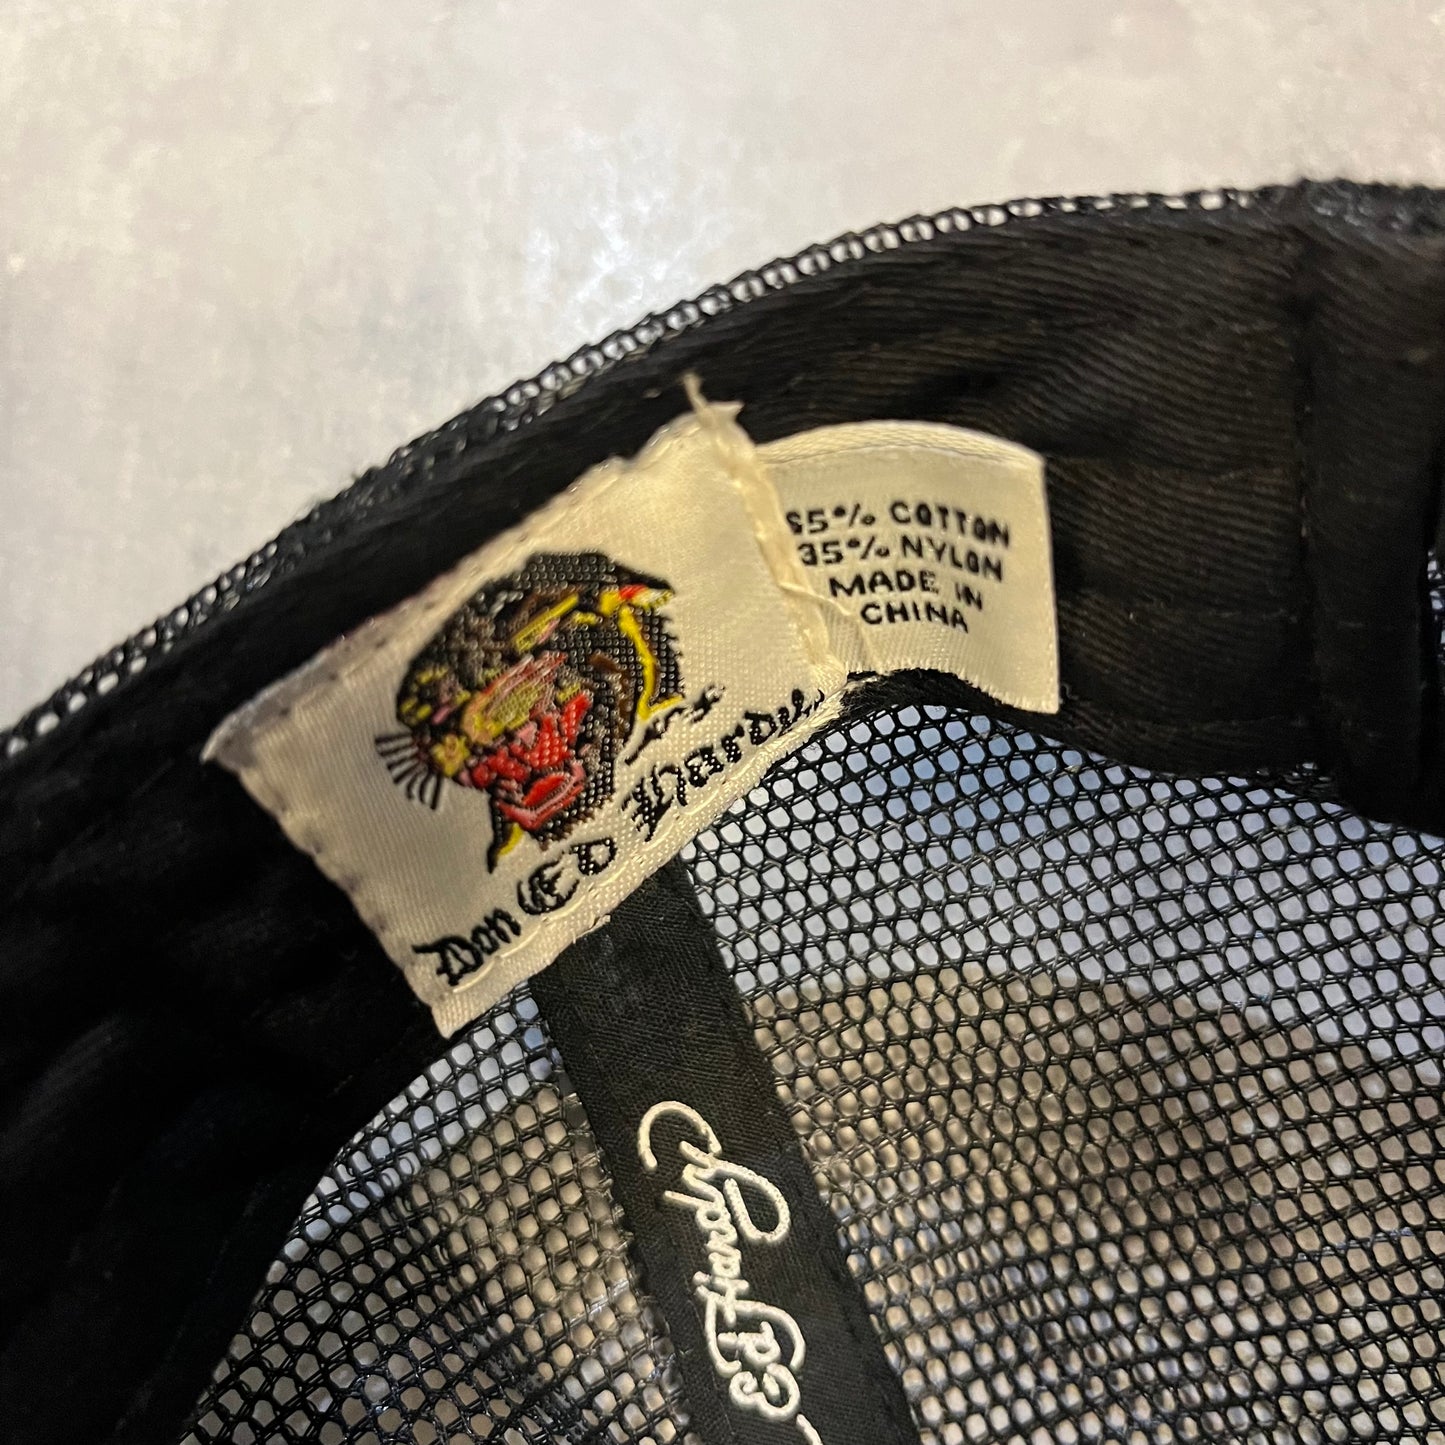 Don Ed Hardy
65% COTTON
35% NYLON
MADE IN
CHINA
Ed Hardy